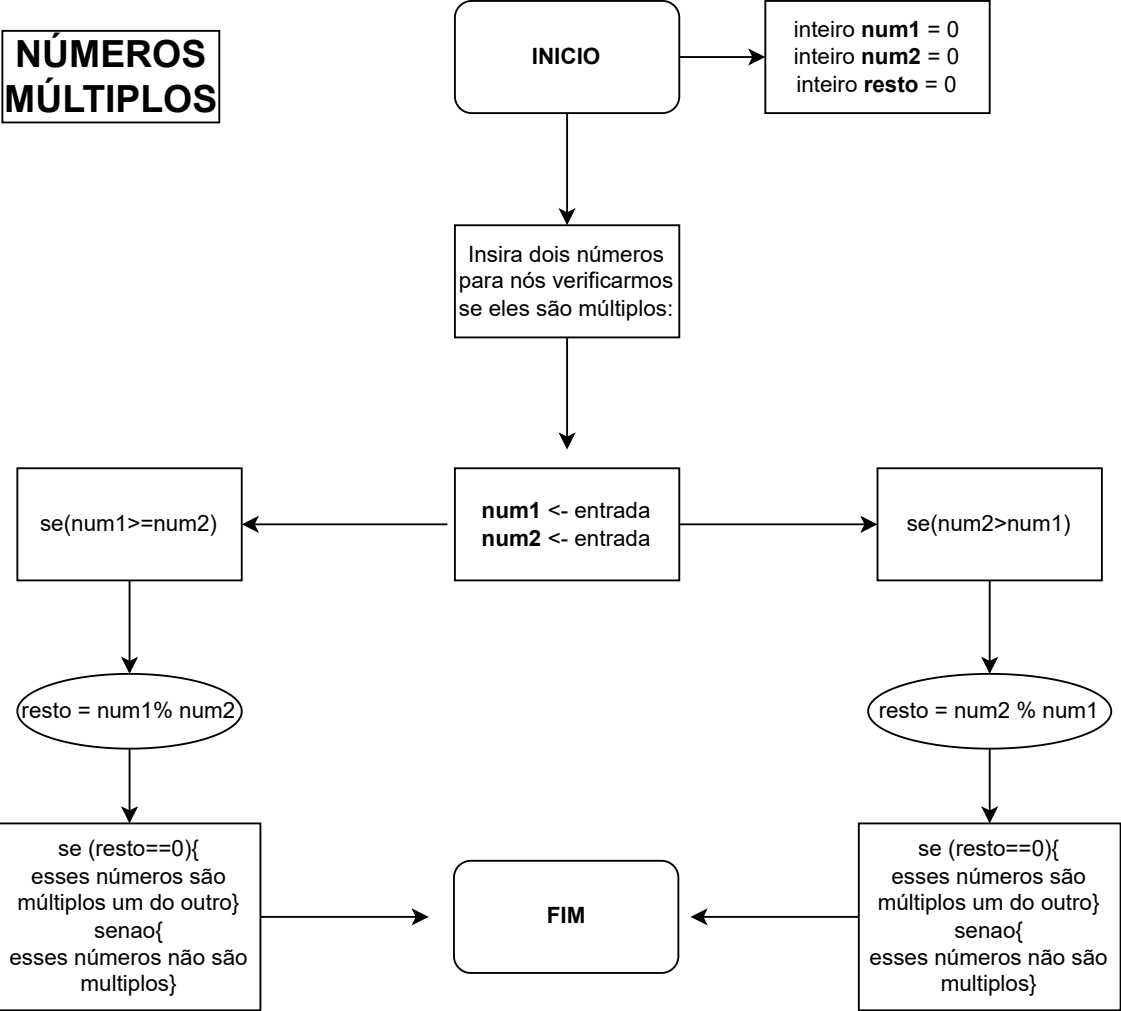 NÚMEROS
MÚLTIPLOS
INICIO
inteiro num1 = 0
inteiro num2 = 0
inteiro resto = 0
Insira dois números
para nós verificarmos
se eles são múltiplos:
se(num1>=num2)
num1 <- entrada
num2 <- entrada
se(num2>num1)
resto = num1% num2
resto = num2 % num1
se (resto==0){
esses números são
múltiplos um do outro}
senao{
esses números não são
multiplos}
FIM
se (resto==0){
esses números são
múltiplos um do outro}
senao{
esses números não são
multiplos}